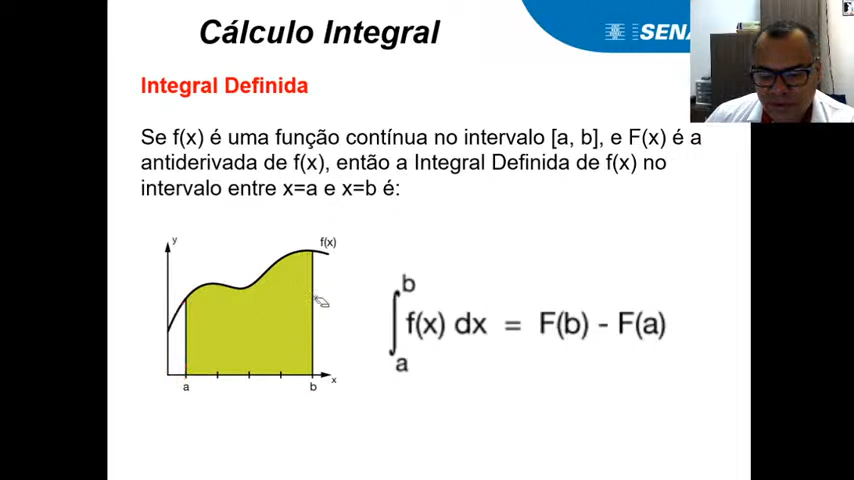 Cálculo Integral
Integral Definida
Se f(x) é uma função contínua no intervalo [a, b], e F(x) é a
antiderivada de f(x), então a Integral Definida de f(x) no
intervalo entre x=a e x=b é:
y
f(x)
a
b
x
b
∫ f(x) dx = F(b) - F(a)
a